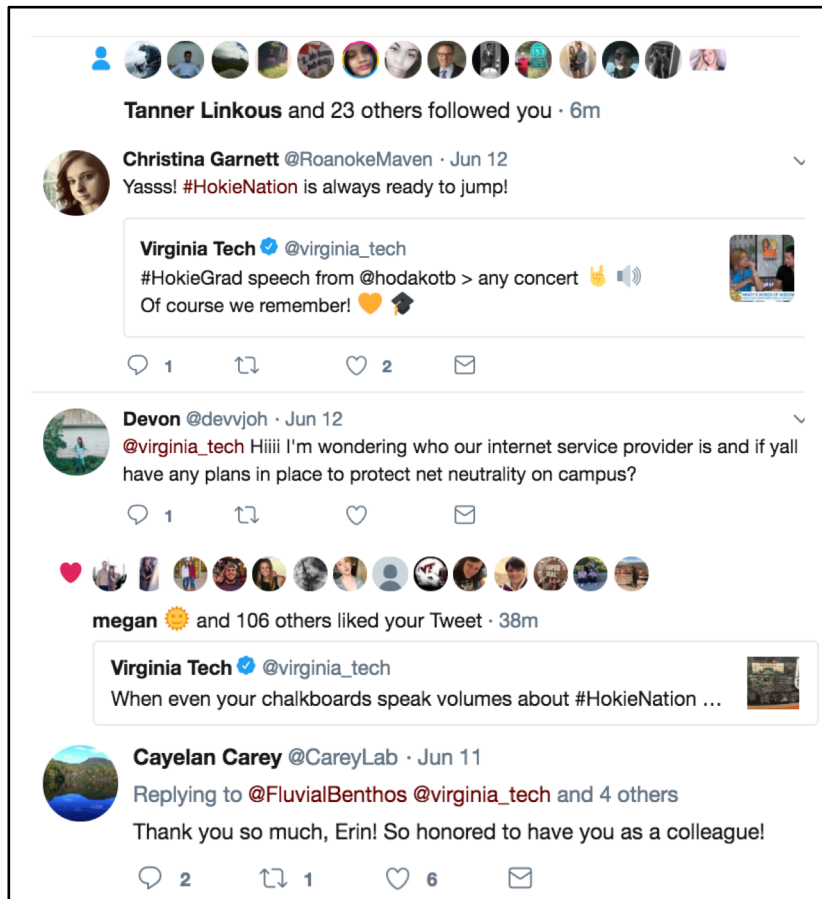 Tanner Linkous and 23 others followed you · 6m
Christina Garnett @RoanokeMaven · Jun 12
Yasss! #HokieNation is always ready to jump!
Virginia Tech @virginia_tech
#HokieGrad speech from @hodakotb > any concert 🤘 🔊
Of course we remember! 🧡 🎓
1 2
Devon @devvjoh · Jun 12
@virginia_tech Hiiii I'm wondering who our internet service provider is and if yall
have any plans in place to protect net neutrality on campus?
1
megan 🌞 and 106 others liked your Tweet · 38m
Virginia Tech @virginia_tech
When even your chalkboards speak volumes about #HokieNation ...
Cayelan Carey @CareyLab · Jun 11
Replying to @FluvialBenthos @virginia_tech and 4 others
Thank you so much, Erin! So honored to have you as a colleague!
2 1 6